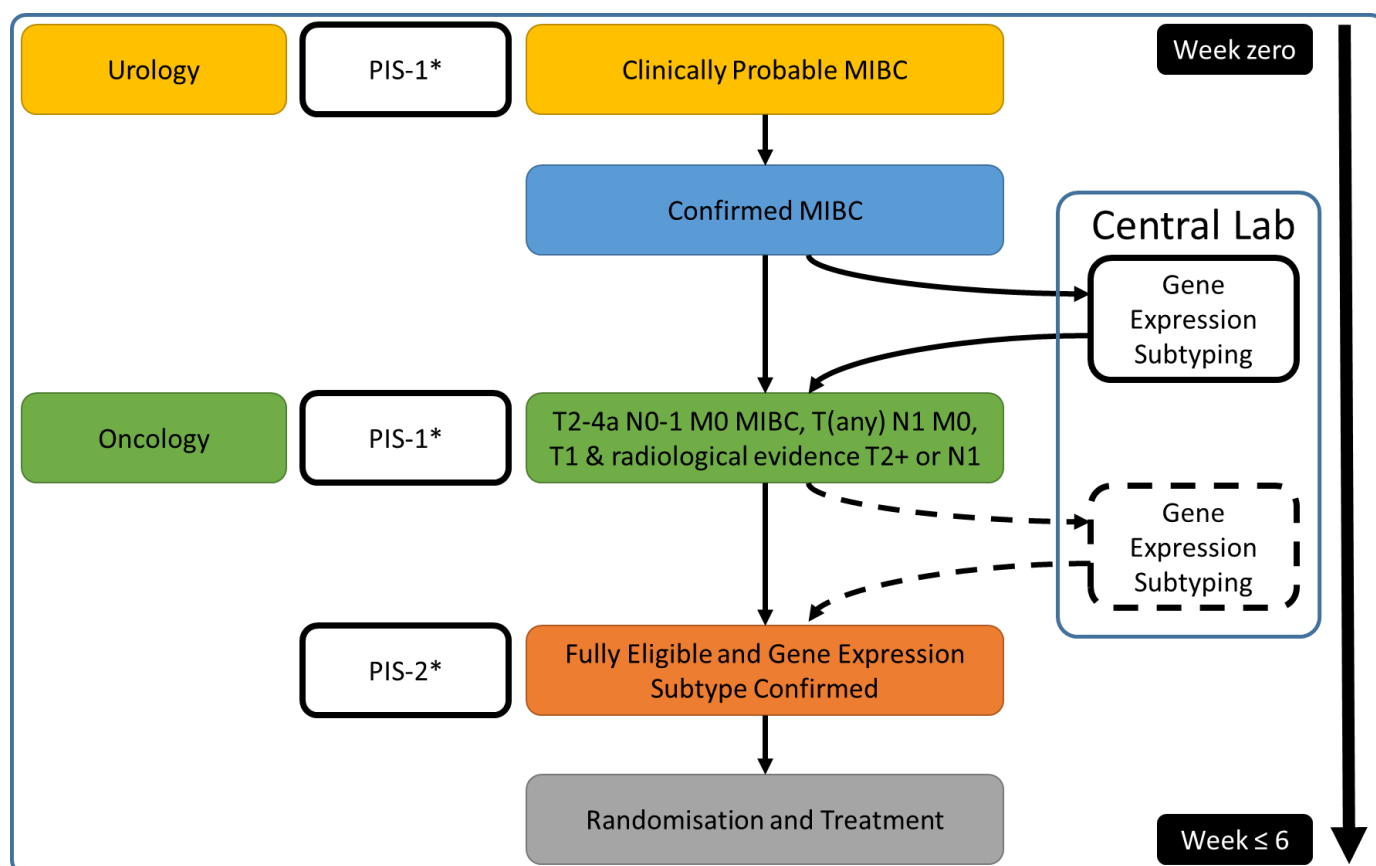 Urology
PIS-1*
Clinically Probable MIBC
Week zero
Confirmed MIBC
Central Lab
Gene
Expression
Subtyping
Oncology
PIS-1*
T2-4a N0-1 M0 MIBC, T(any) N1 M0,
T1 & radiological evidence T2+ or N1
Gene
Expression
Subtyping
PIS-2*
Fully Eligible and Gene Expression
Subtype Confirmed
Randomisation and Treatment
Week ≤ 6